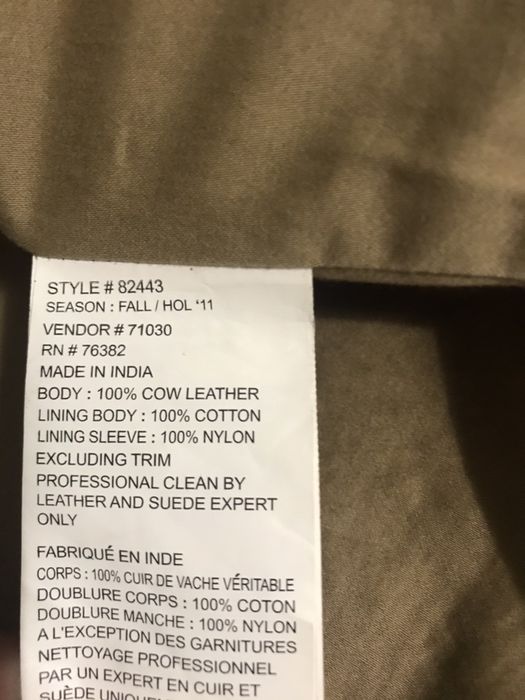 STYLE # 82443
SEASON : FALL / HOL '11
VENDOR # 71030
RN # 76382
MADE IN INDIA
BODY : 100% COW LEATHER
LINING BODY : 100% COTTON
LINING SLEEVE : 100% NYLON
EXCLUDING TRIM
PROFESSIONAL CLEAN BY
LEATHER AND SUEDE EXPERT
ONLY
FABRIQUÉ EN INDE
CORPS : 100% CUIR DE VACHE VÉRITABLE
DOUBLURE CORPS : 100% COTON
DOUBLURE MANCHE : 100% NYLON
A L'EXCEPTION DES GARNITURES
NETTOYAGE PROFESSIONNEL
PAR UN EXPERT EN CUIR ET
SUÈDE